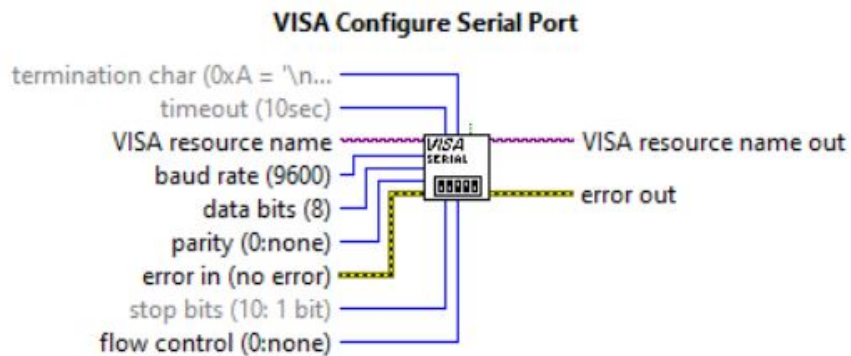 VISA Configure Serial Port
termination char (0xA = '\n...
timeout (10sec)
VISA resource name
VISA resource name out
baud rate (9600)
data bits (8)
parity (0:none)
error in (no error)
error out
stop bits (10: 1 bit)
flow control (0:none)
VISA
SERIAL